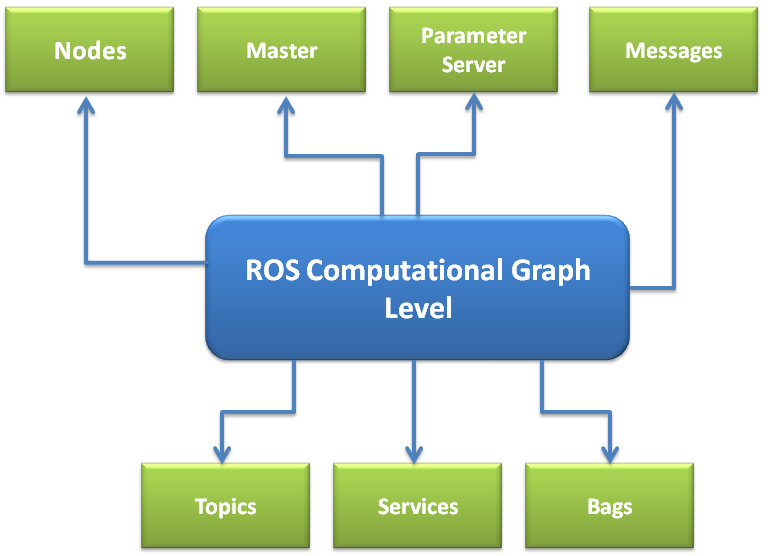 Nodes
Master
Parameter
Server
Messages
ROS Computational Graph
Level
Topics
Services
Bags